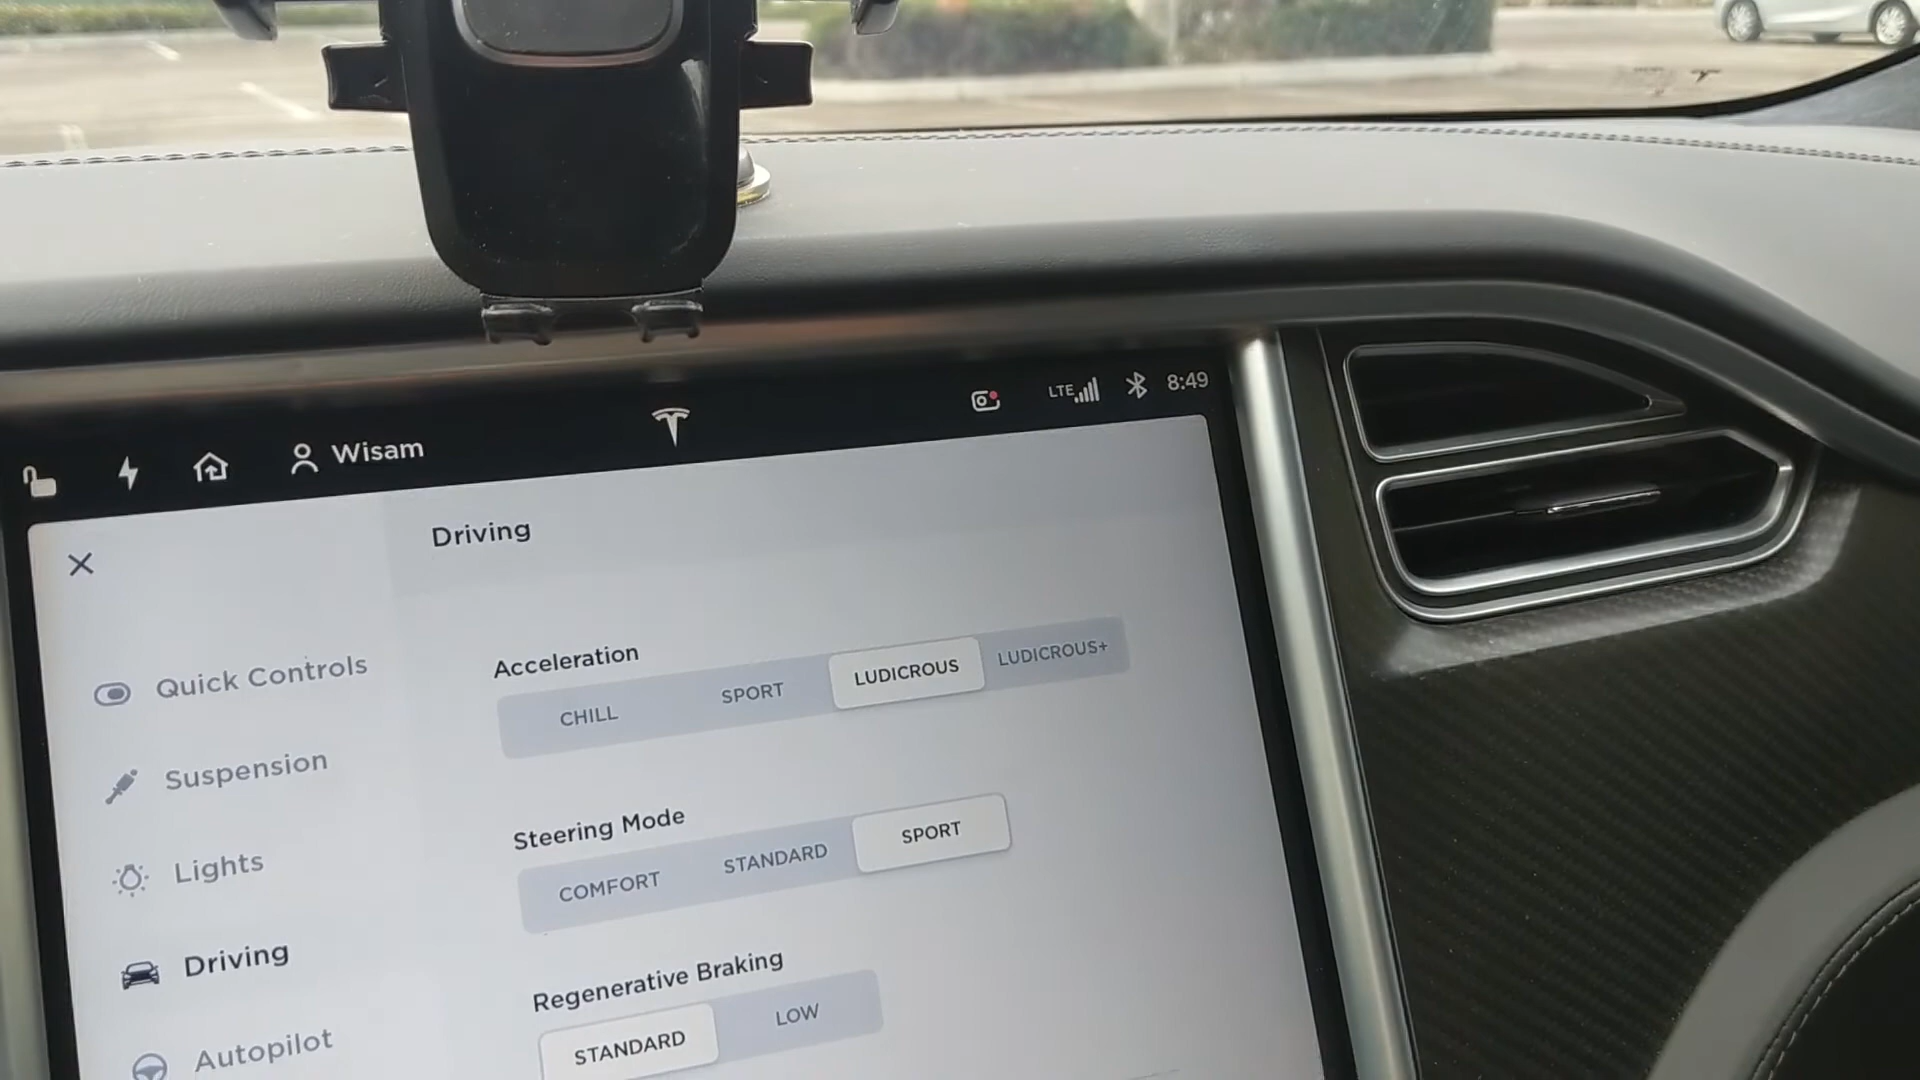 Wisam
LTE
8:49
Driving
Quick Controls
Suspension
Lights
Driving
Autopilot
Acceleration
CHILL
SPORT
LUDICROUS
LUDICROUS+
Steering Mode
COMFORT
STANDARD
SPORT
Regenerative Braking
STANDARD
LOW